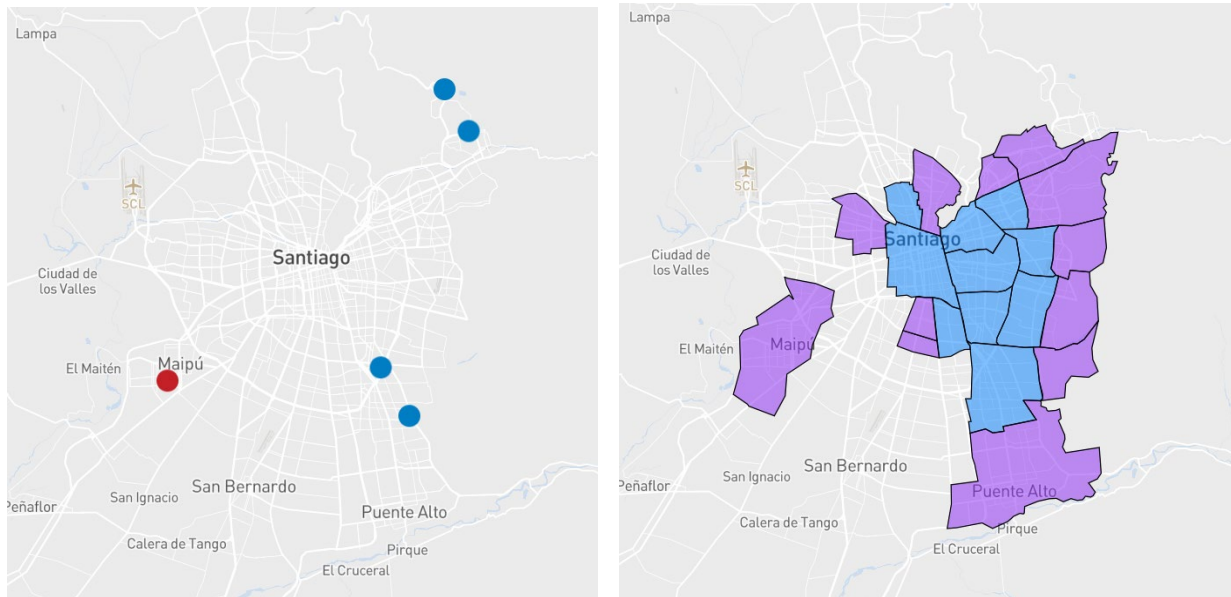 Lampa
SCL
Santiago
Ciudad de
los Valles
El Maitén
Maipú
Peñaflor
San Ignacio
San Bernardo
Puente Alto
Calera de Tango
Pirque
El Cruceral
Lampa
SCL
Santiago
Ciudad de
los Valles
El Maitén
Maipú
San Bernardo
San Ignacio
Peñaflor
Puente Alto
Calera de Tango
Pirque
El Cruceral